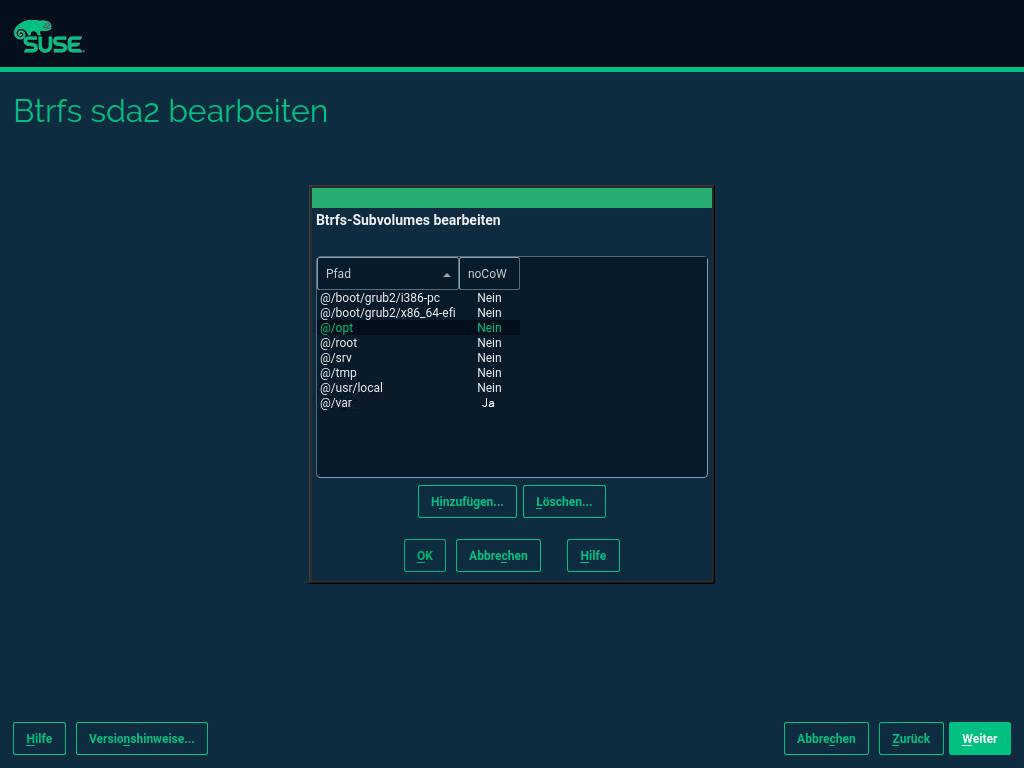 SUSE
Btrfs sda2 bearbeiten
Btrfs-Subvolumes bearbeiten
Pfad noCoW
@/boot/grub2/i386-pc Nein
@/boot/grub2/x86_64-efi Nein
@/opt Nein
@/root Nein
@/srv Nein
@/tmp Nein
@/usr/local Nein
@/var Ja
Hinzufügen... Löschen...
OK Abbrechen Hilfe
Hilfe Versionshinweise... Abbrechen Zurück Weiter